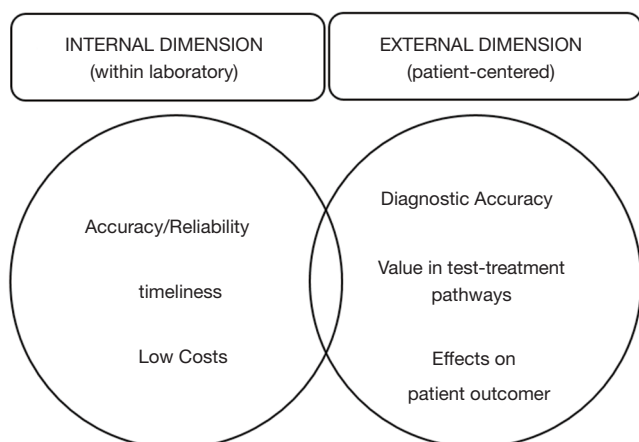 INTERNAL DIMENSION
(within laboratory)
EXTERNAL DIMENSION
(patient-centered)
Accuracy/Reliability
timeliness
Low Costs
Diagnostic Accuracy
Value in test-treatment
pathways
Effects on
patient outcomer